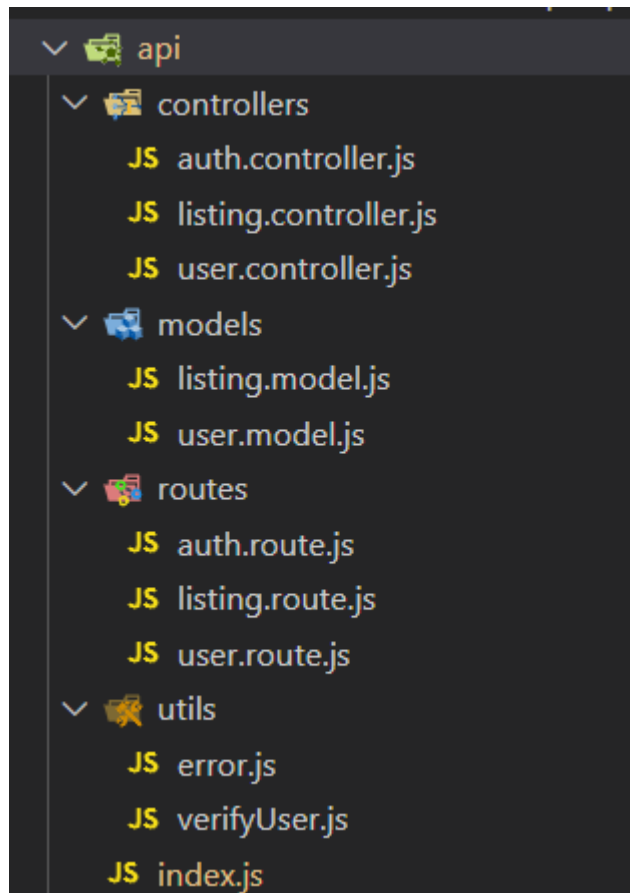 api
controllers
JS auth.controller.js
JS listing.controller.js
JS user.controller.js
models
JS listing.model.js
JS user.model.js
routes
JS auth.route.js
JS listing.route.js
JS user.route.js
utils
JS error.js
JS verifyUser.js
JS index.js